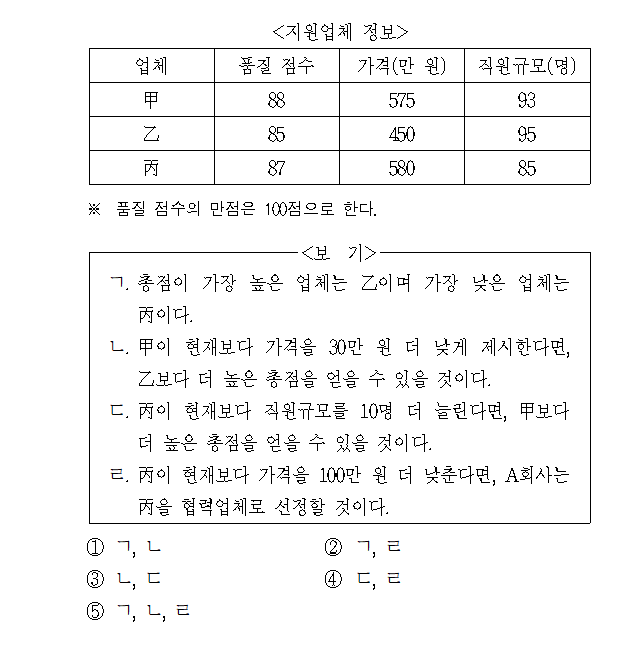 <지원업체 정보>
업체 품질 점수 가격(만 원) 직원규모(명)
甲 88 575 93
乙 85 450 95
丙 87 580 85
※ 품질 점수의 만점은 100점으로 한다.
<보 기>
ㄱ. 총점이 가장 높은 업체는 乙이며 가장 낮은 업체는
丙이다.
ㄴ. 甲이 현재보다 가격을 30만 원 더 낮게 제시한다면,
乙보다 더 높은 총점을 얻을 수 있을 것이다.
ㄷ. 丙이 현재보다 직원규모를 10명 더 늘린다면, 甲보다
더 높은 총점을 얻을 수 있을 것이다.
ㄹ. 丙이 현재보다 가격을 100만 원 더 낮춘다면, A회사는
丙을 협력업체로 선정할 것이다.
① ㄱ, ㄴ ② ㄱ, ㄹ
③ ㄴ, ㄷ ④ ㄷ, ㄹ
⑤ ㄱ, ㄴ, ㄹ